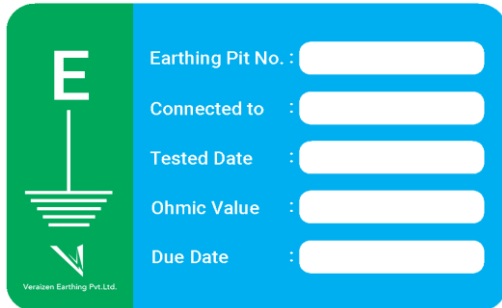 E
Veraizen Earthing Pvt.Ltd.
Earthing Pit No. :
Connected to :
Tested Date :
Ohmic Value :
Due Date :